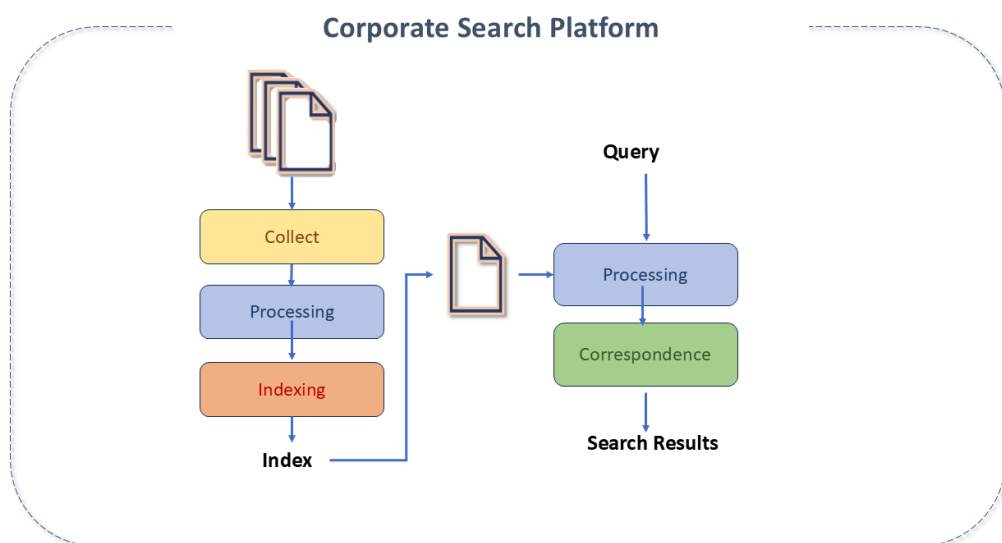 Corporate Search Platform
Collect
Processing
Indexing
Index
Query
Processing
Correspondence
Search Results